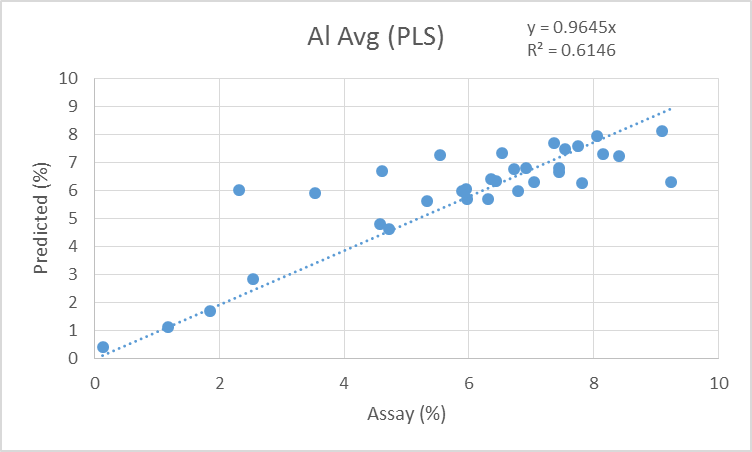 Al Avg (PLS)
y = 0.9645x
R² = 0.6146
10
9
8
7
6
5
4
3
2
1
0
Predicted (%)
0 2 4 6 8 10
Assay (%)